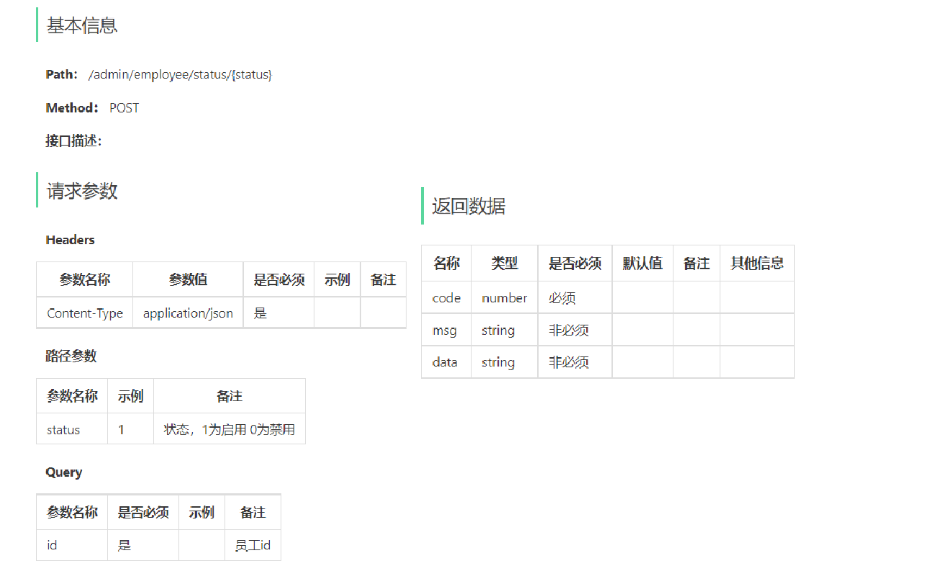 基本信息
Path: /admin/employee/status/{status}
Method: POST
接口描述:
请求参数
Headers
参数名称 参数值 是否必须 示例 备注
Content-Type application/json 是
路径参数
参数名称 示例 备注
status 1 状态，1为启用 0为禁用
Query
参数名称 是否必须 示例 备注
id 是 员工id
返回数据
名称 类型 是否必须 默认值 备注 其他信息
code number 必须
msg string 非必须
data string 非必须